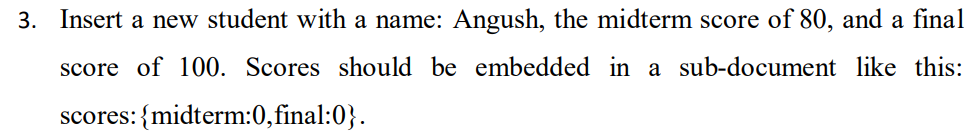 3. Insert a new student with a name: Angush, the midterm score of 80, and a final
score of 100. Scores should be embedded in a sub-document like this:
scores:{midterm:0,final:0}.